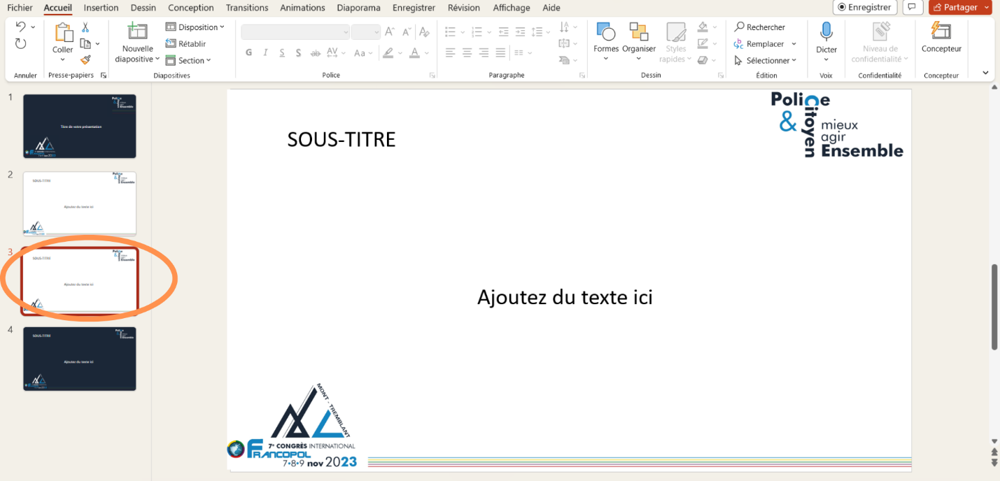 Fichier Accueil Insertion Dessin Conception Transitions Animations Diaporama Enregistrer Révision Affichage Aide
Enregistrer
Partager
Coller
Nouvelle diapositive
Disposition
Rétablir
Section
G I S S ab AV Aa A
Formes Organiser Styles rapides
Rechercher
Remplacer
Sélectionner
Dicter
Niveau de confidentialité
Concepteur
Annuler Presse-papiers Diapositives Police Paragraphe Dessin Édition Voix Confidentialité Concepteur
1
Titre de votre présentation
2
SOUS-TITRE
Ajoutez du texte ici
3
SOUS-TITRE
Ajoutez du texte ici
4
SOUS-TITRE
Ajoutez du texte ici
Police
& Citoyen
mieux
agir
Ensemble
SOUS-TITRE
Ajoutez du texte ici
MONT-TREMBLANT
7e CONGRÈS INTERNATIONAL
FRANCOPOL
7•8•9 nov 2023